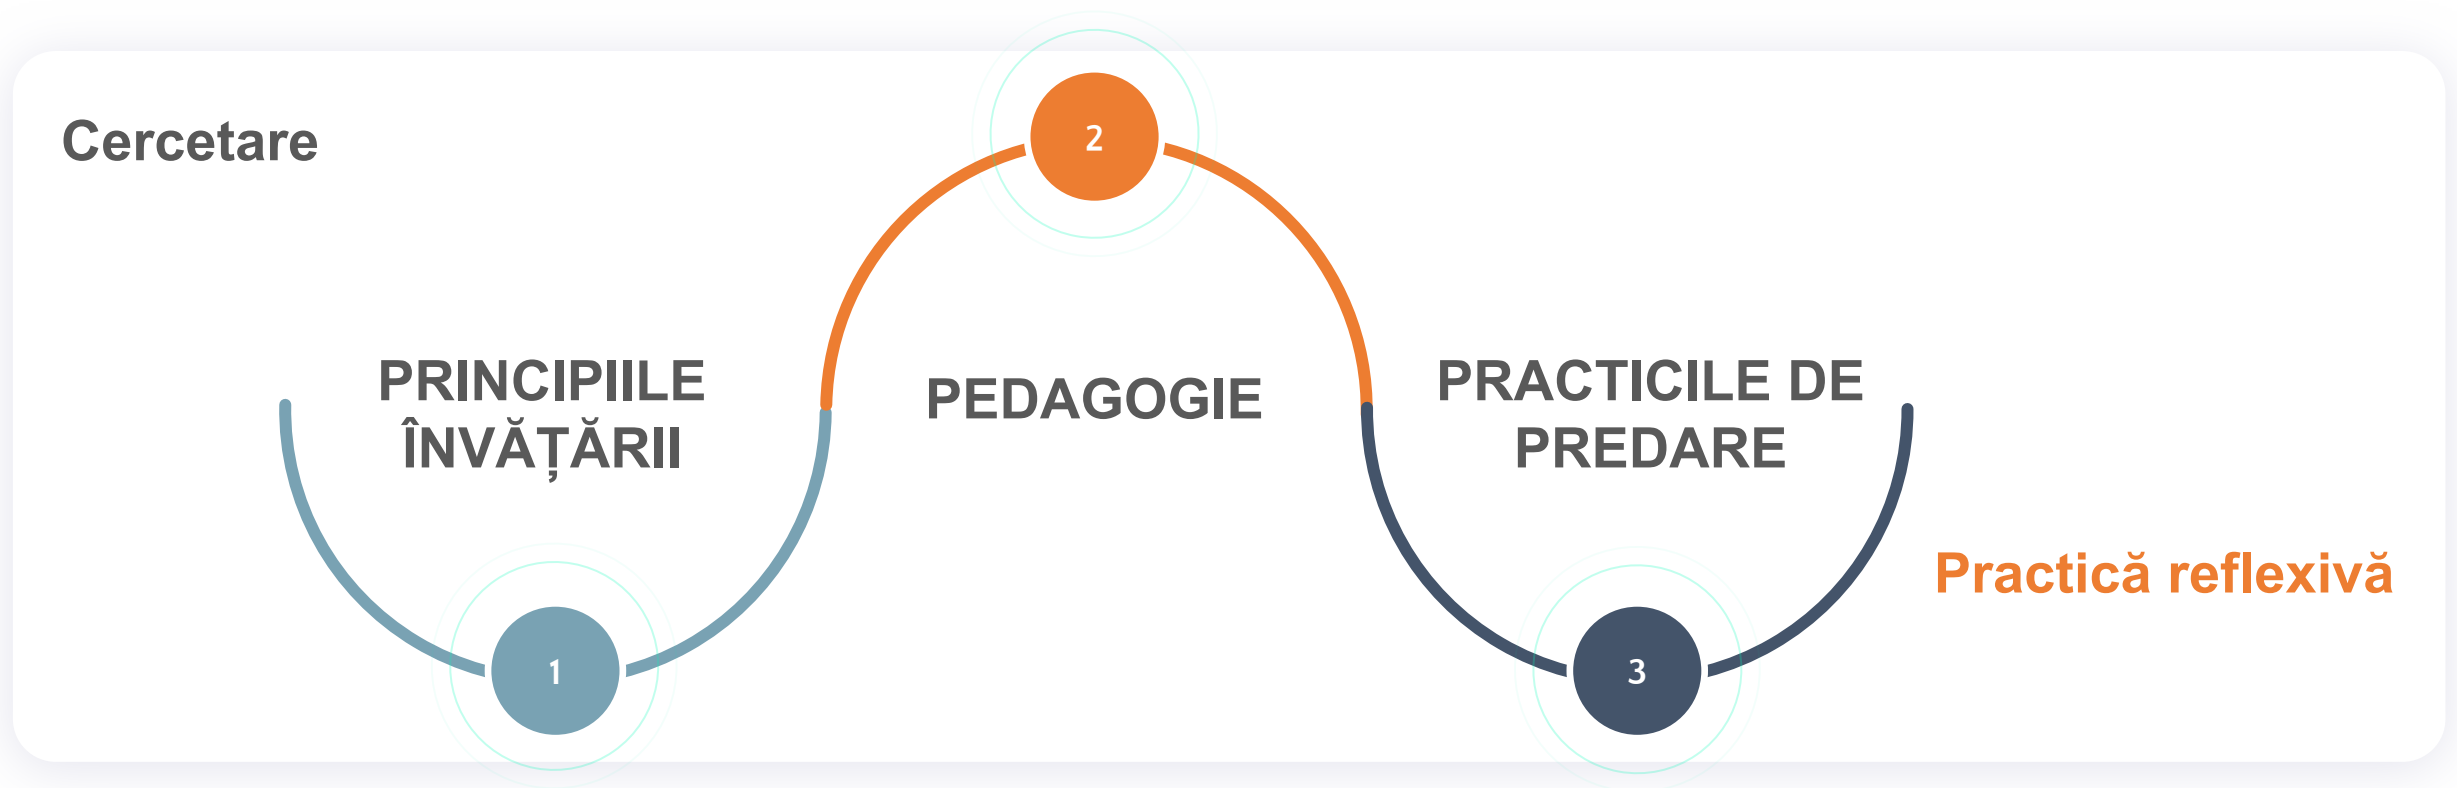 Cercetare
2
PRINCIPIILE
ÎNVĂȚĂRII
PEDAGOGIE
PRACTICILE DE
PREDARE
Practică reflexivă
1
3